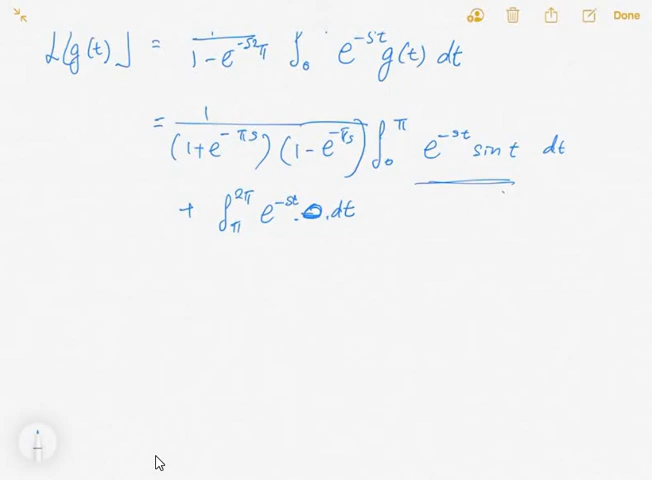 Done
L{g(t)} = 1/(1-e^{-s2π}) ∫₀ e^{-st} g(t) dt
= 1/((1+e^{-πs})(1-e^{-πs})) ∫₀^π e^{-st} sin t dt
+ ∫_π^{2π} e^{-st}.0.dt